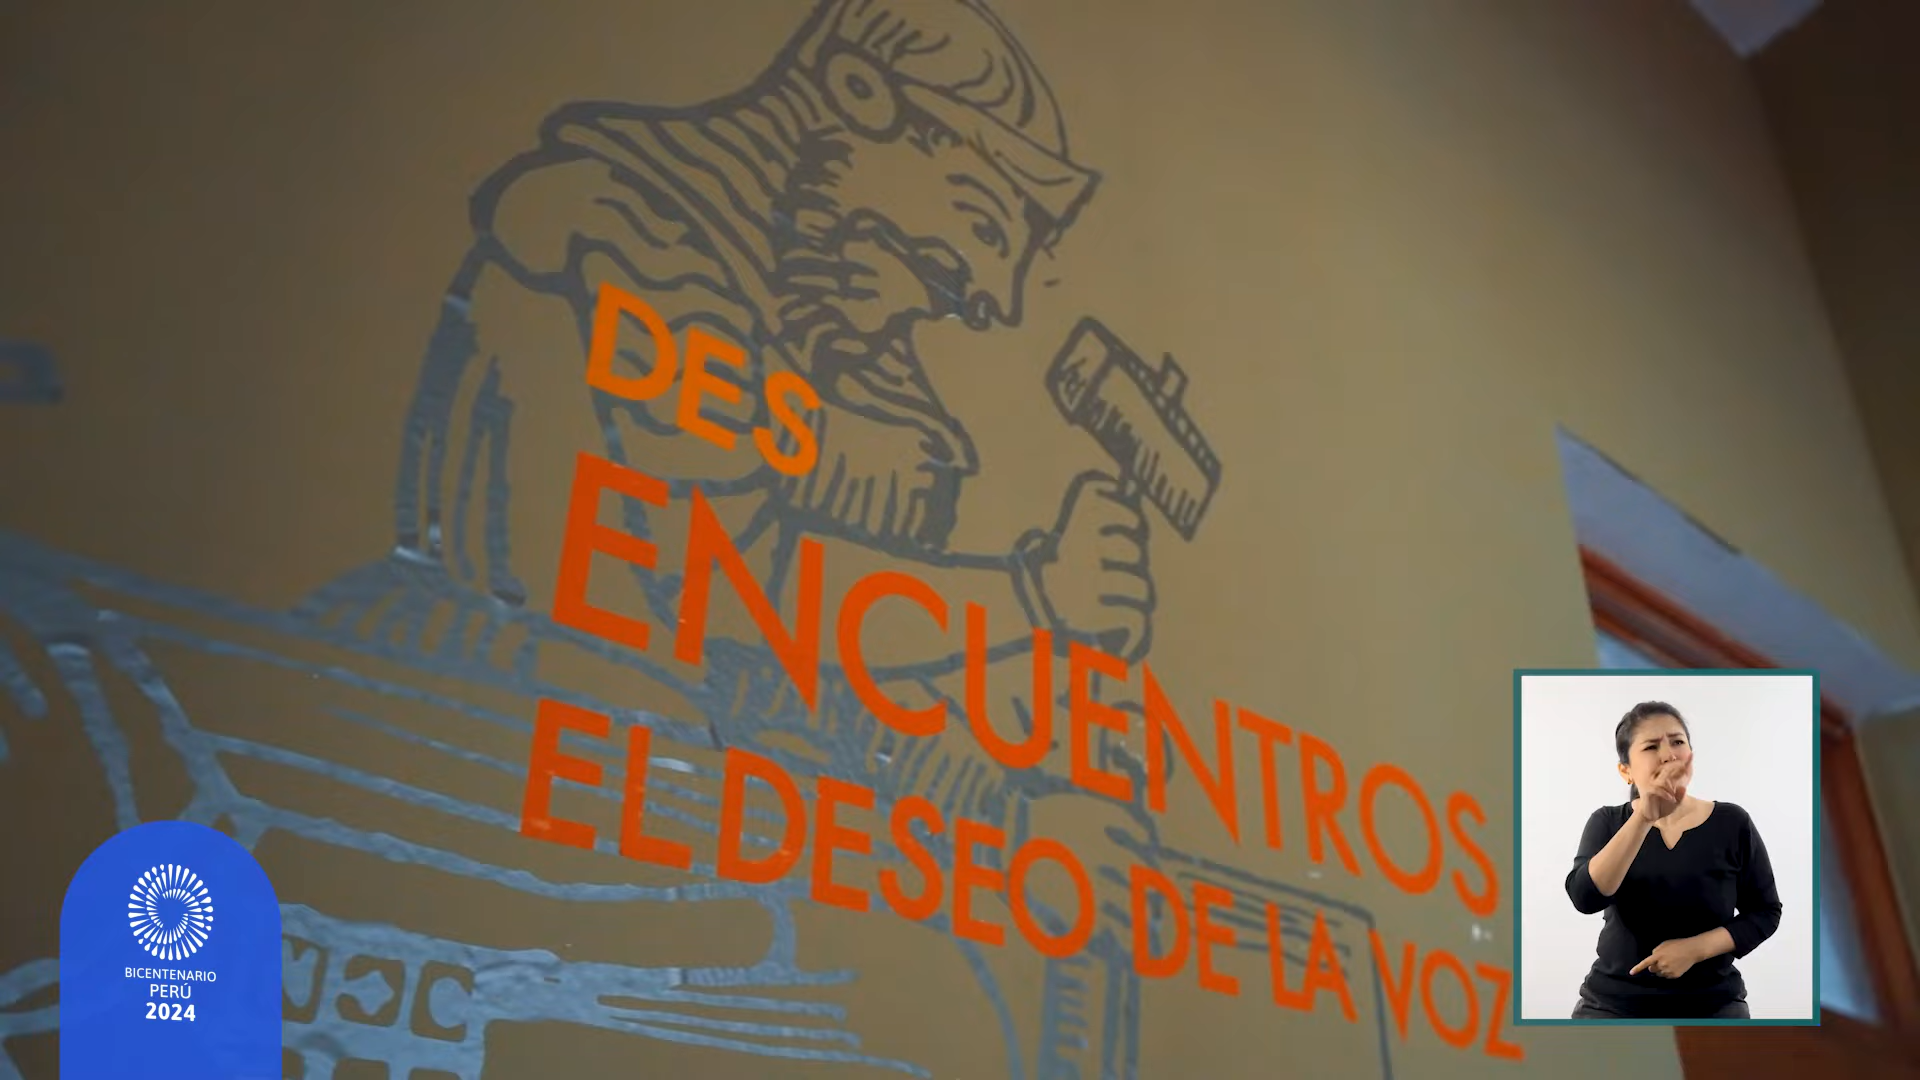 DES
ENCUENTROS
EL DESEO DE LA VOZ
BICENTENARIO
PERÚ
2024